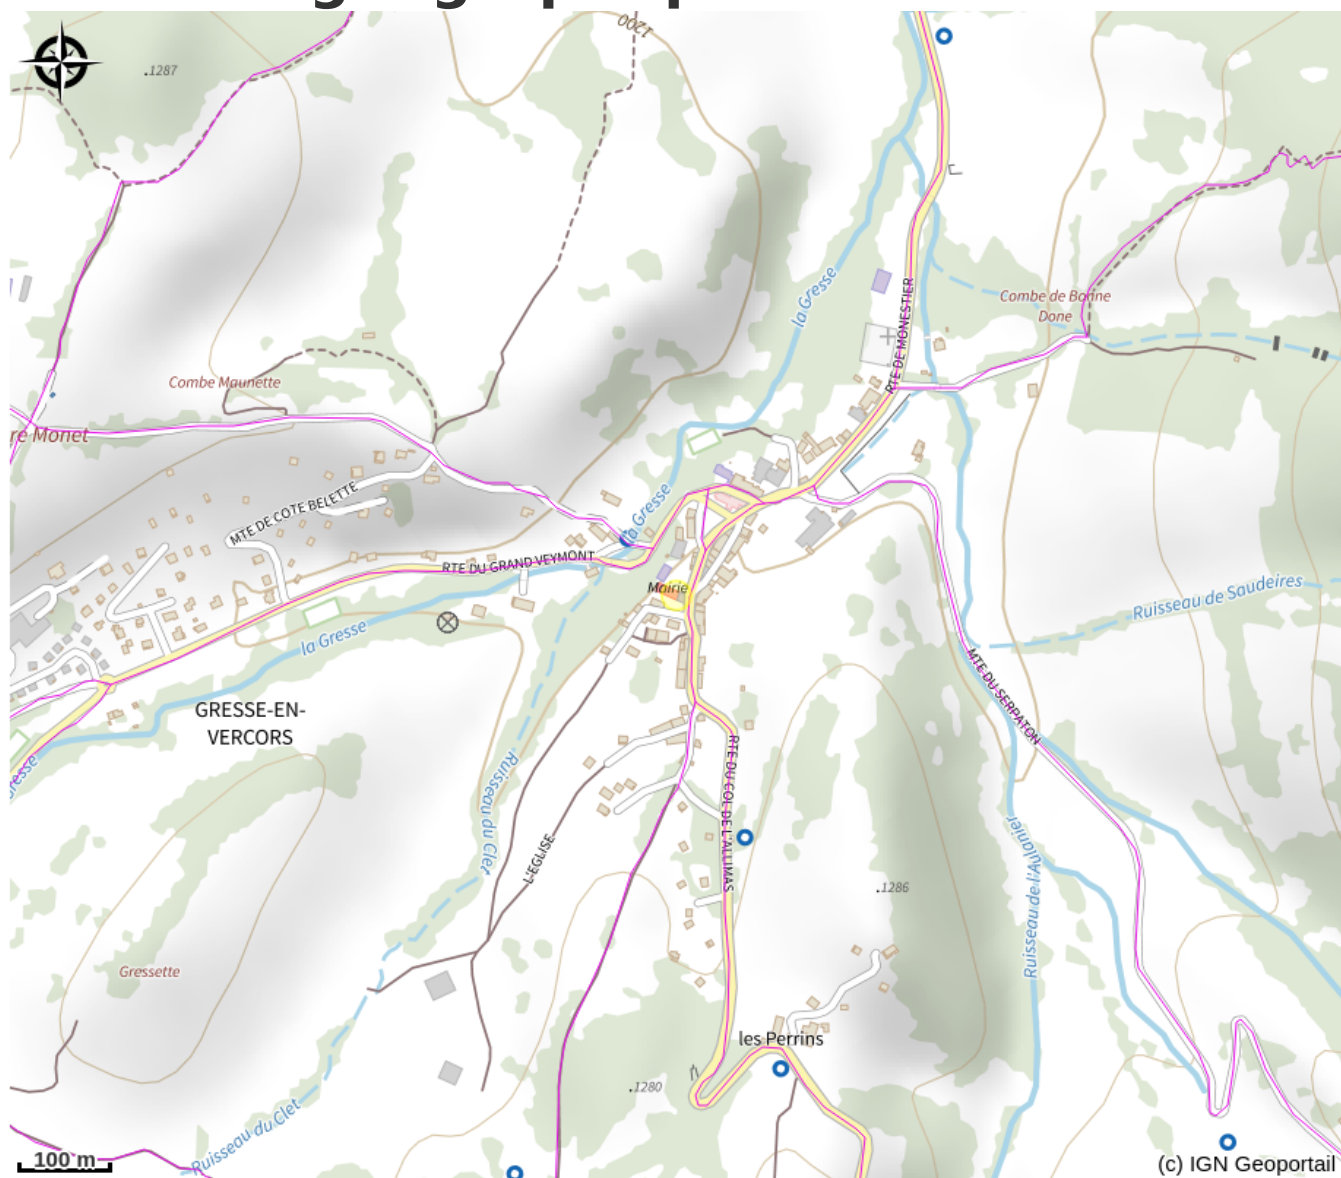 1200
.1287
la Gresse
Combe de Bonne
Done
RTE DE MONESTIER
Combe Maunette
re Monet
MTE DE COTE BELETTE
la Gresse
RTE DU GRAND VEYMONT
Mairie
Ruisseau de Saudeires
la Gresse
MTE DU SERPATON
GRESSE-EN-
VERCORS
Ruisseau du Clet
RTE DU COL DE L'ALLIMAS
L'EGLISE
Ruisseau de l'Aulanier
.1286
Gressette
les Perrins
.1280
Ruisseau du Clet
100 m
(c) IGN Geoportail